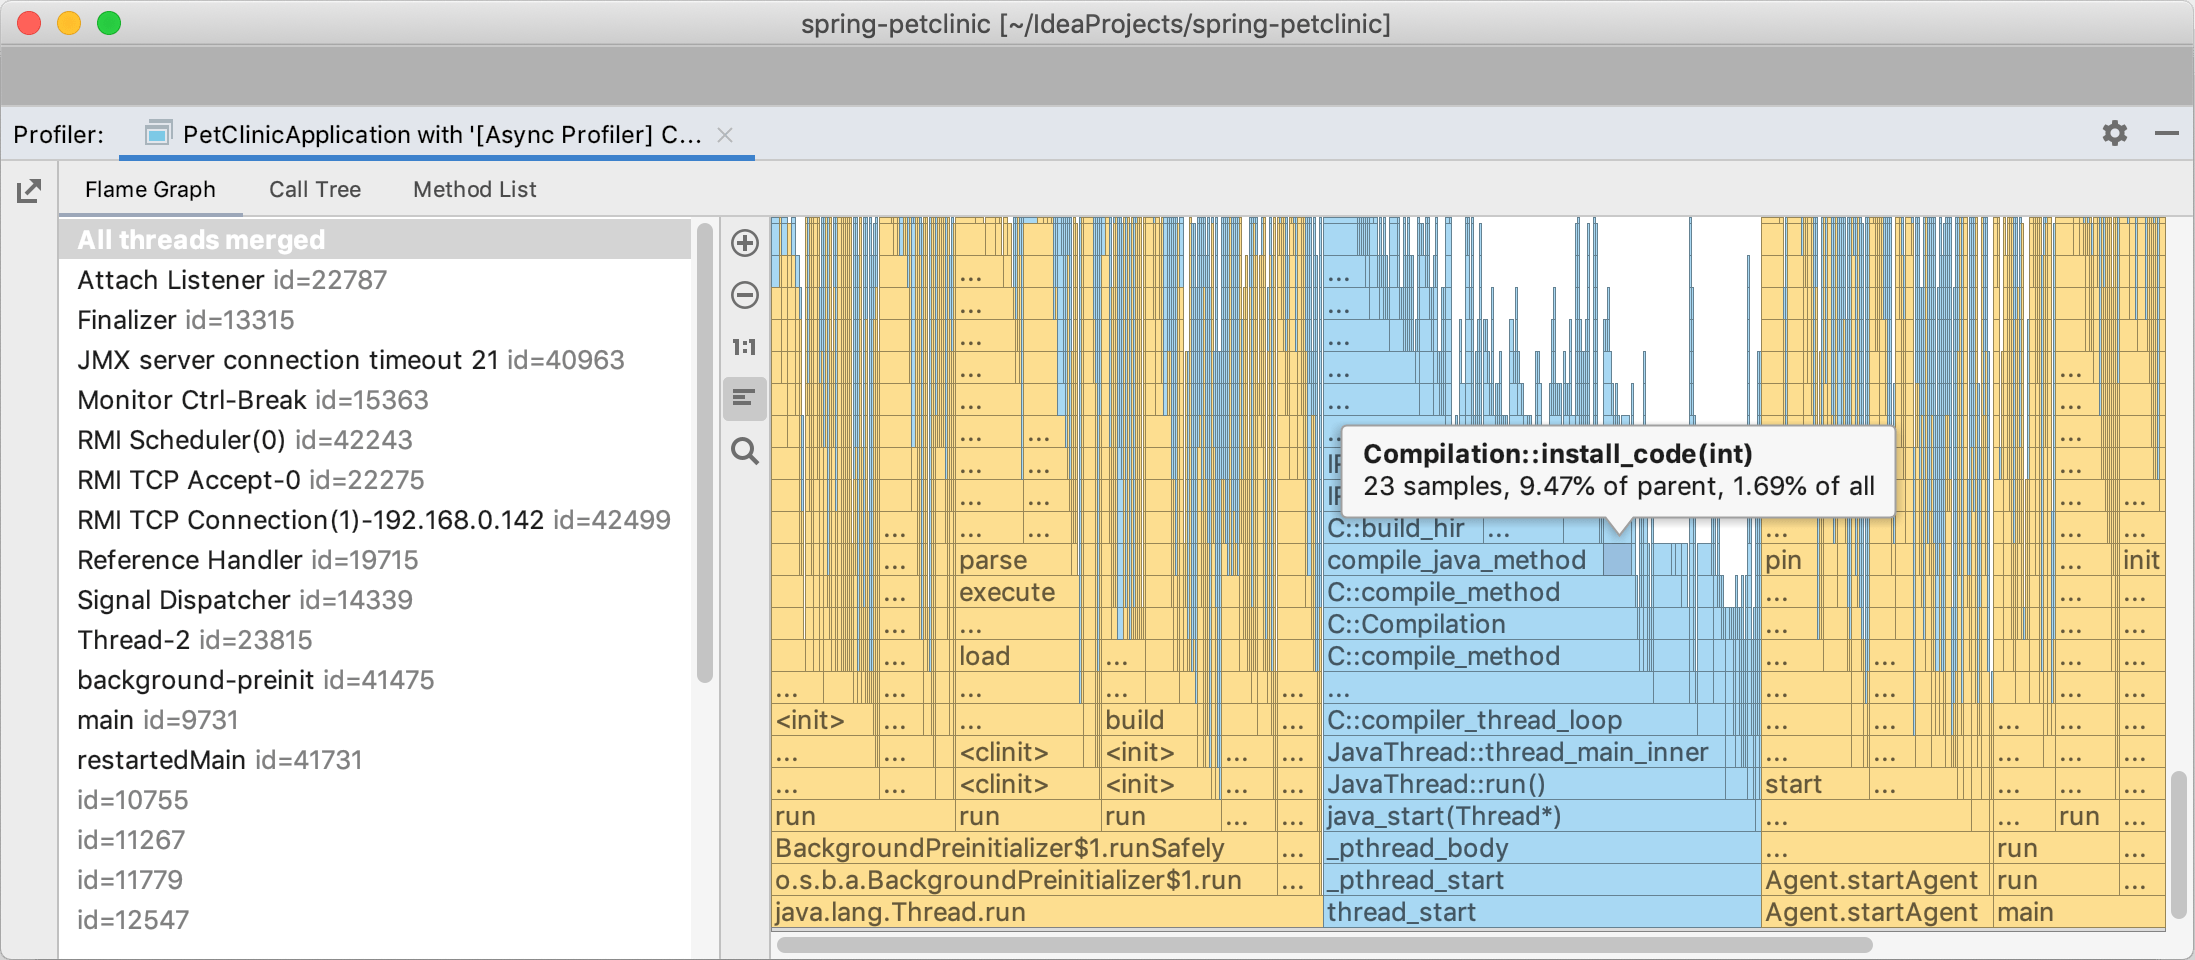 spring-petclinic [~/IdeaProjects/spring-petclinic]
Profiler:
PetClinicApplication with '[Async Profiler] C...
Flame Graph
Call Tree
Method List
All threads merged
Attach Listener id=22787
Finalizer id=13315
JMX server connection timeout 21 id=40963
Monitor Ctrl-Break id=15363
RMI Scheduler(0) id=42243
RMI TCP Accept-0 id=22275
RMI TCP Connection(1)-192.168.0.142 id=42499
Reference Handler id=19715
Signal Dispatcher id=14339
Thread-2 id=23815
background-preinit id=41475
main id=9731
restartedMain id=41731
id=10755
id=11267
id=11779
id=12547
1:1
Compilation::install_code(int)
23 samples, 9.47% of parent, 1.69% of all
... ... C::build_hir ... ... ...
... parse compile_java_method pin ... init
... execute C::compile_method ... ... ...
... ... C::Compilation ... ... ...
... load ... C::compile_method ... ... ... ...
... ... ... ... ... ... ... ... ... ...
<init> ... ... build ... C::compiler_thread_loop ... ... ... ... ...
... ... <clinit> <init> ... ... JavaThread::thread_main_inner ... ... ... ... ...
... ... <clinit> <init> ... ... JavaThread::run() start ... ... ... ...
run run run ... ... java_start(Thread*) ... ... run ...
BackgroundPreinitializer$1.runSafely ... _pthread_body ... run ...
o.s.b.a.BackgroundPreinitializer$1.run ... _pthread_start Agent.startAgent run ...
java.lang.Thread.run thread_start Agent.startAgent main